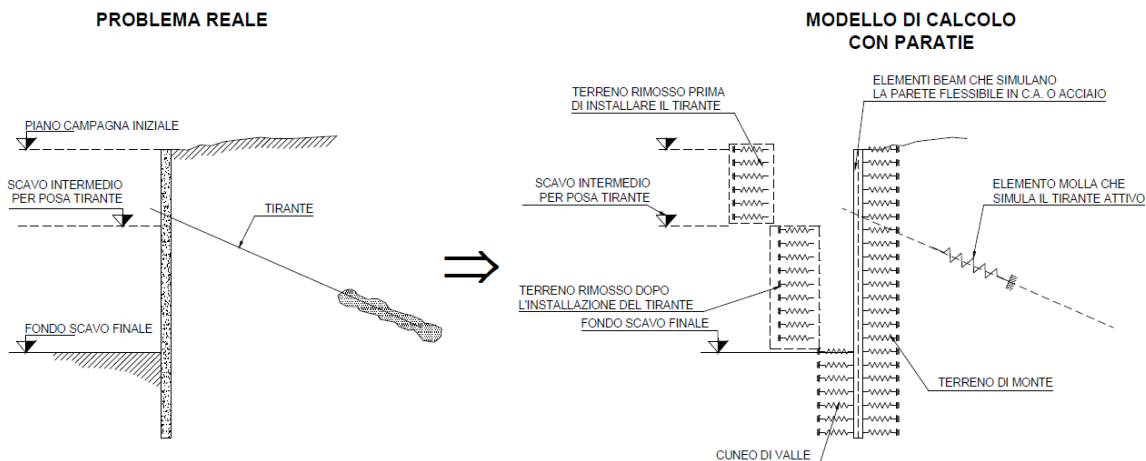 PROBLEMA REALE
PIANO CAMPAGNA INIZIALE
SCAVO INTERMEDIO
PER POSA TIRANTE
TIRANTE
FONDO SCAVO FINALE
MODELLO DI CALCOLO
CON PARATIE
TERRENO RIMOSSO PRIMA
DI INSTALLARE IL TIRANTE
ELEMENTI BEAM CHE SIMULANO
LA PARETE FLESSIBILE IN C.A. O ACCIAIO
SCAVO INTERMEDIO
PER POSA TIRANTE
ELEMENTO MOLLA CHE
SIMULA IL TIRANTE ATTIVO
TERRENO RIMOSSO DOPO
L'INSTALLAZIONE DEL TIRANTE
FONDO SCAVO FINALE
TERRENO DI MONTE
CUNEO DI VALLE